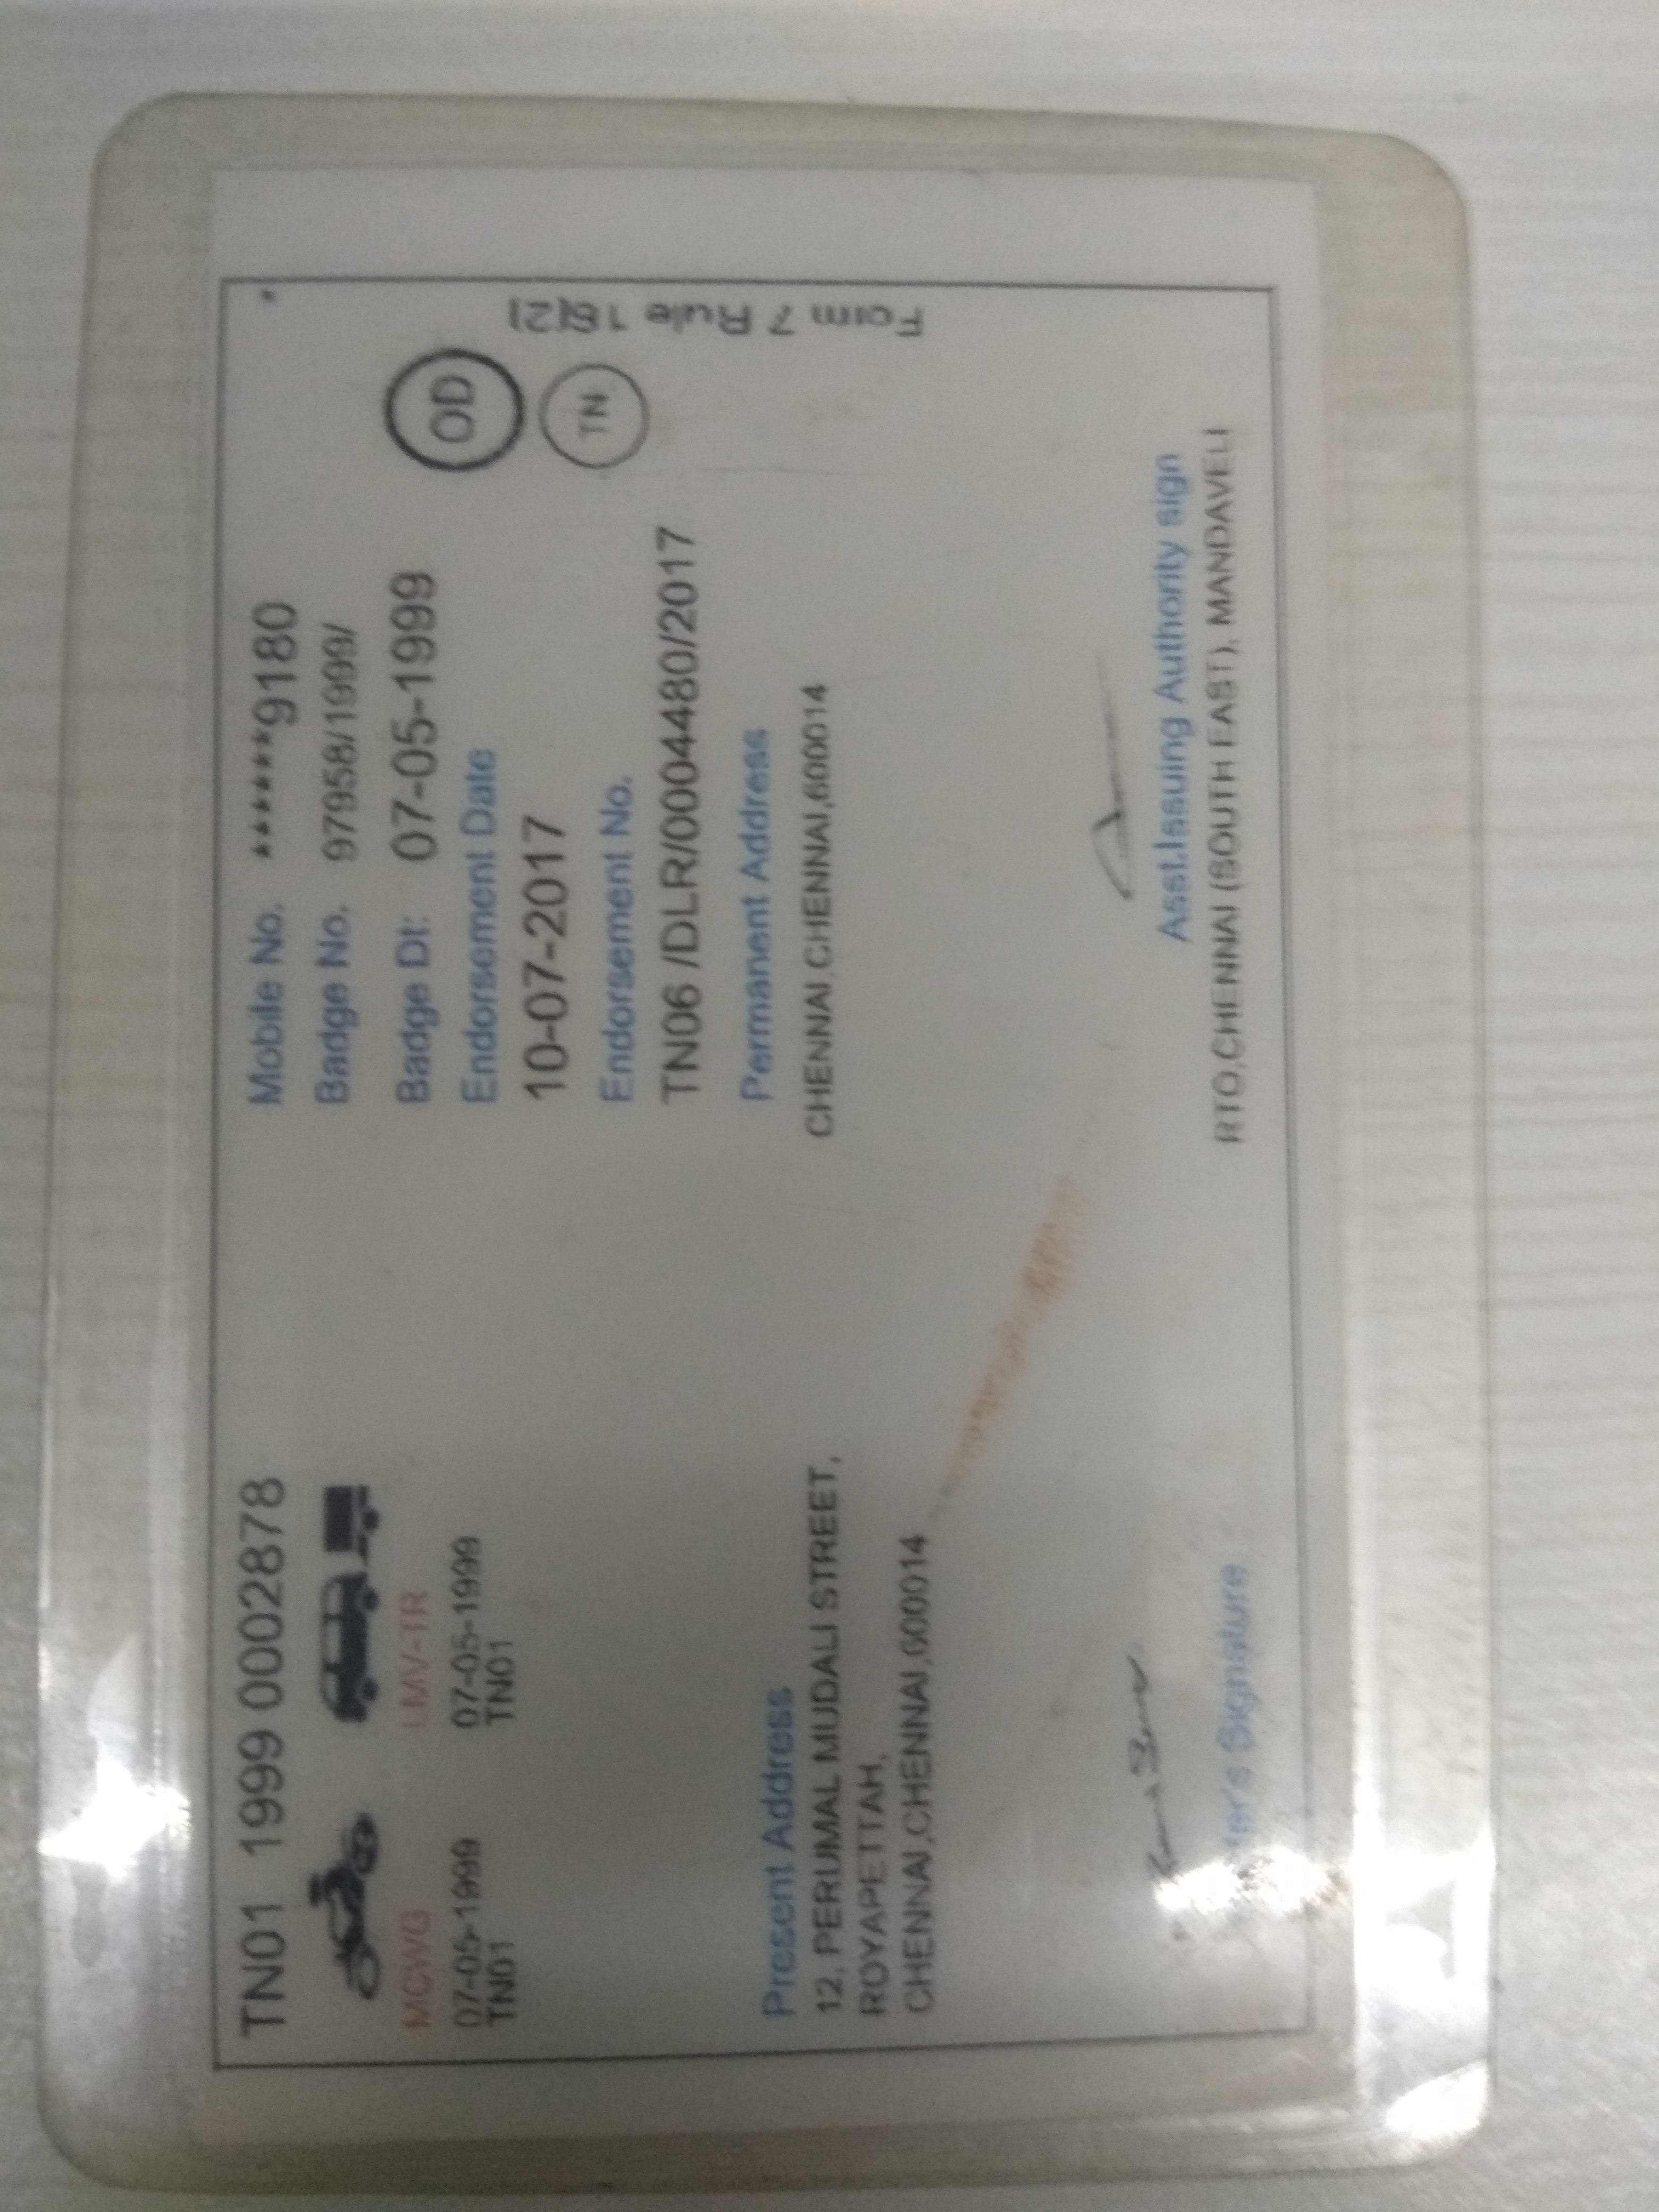 TN01 1999 0002878
MCWG
07-05-1999
TN01
LMV-TR
07-05-1999
TN01
Mobile No. ******9180
Badge No. 97958/1999/
Badge Dt: 07-05-1999
OD
Endorsement Date
10-07-2017
TN
Endorsement No.
TN06 /DLR/0004480/2017
Form 7 Rule 16(2)
Present Address
12, PERUMAL MUDALI STREET,
ROYAPETTAH,
CHENNAI,CHENNAI,600014
Permanent Address
CHENNAI,CHENNAI,600014
Signature
Asst.Issuing Authority sign
RTO,CHENNAI (SOUTH EAST), MANDAVELI